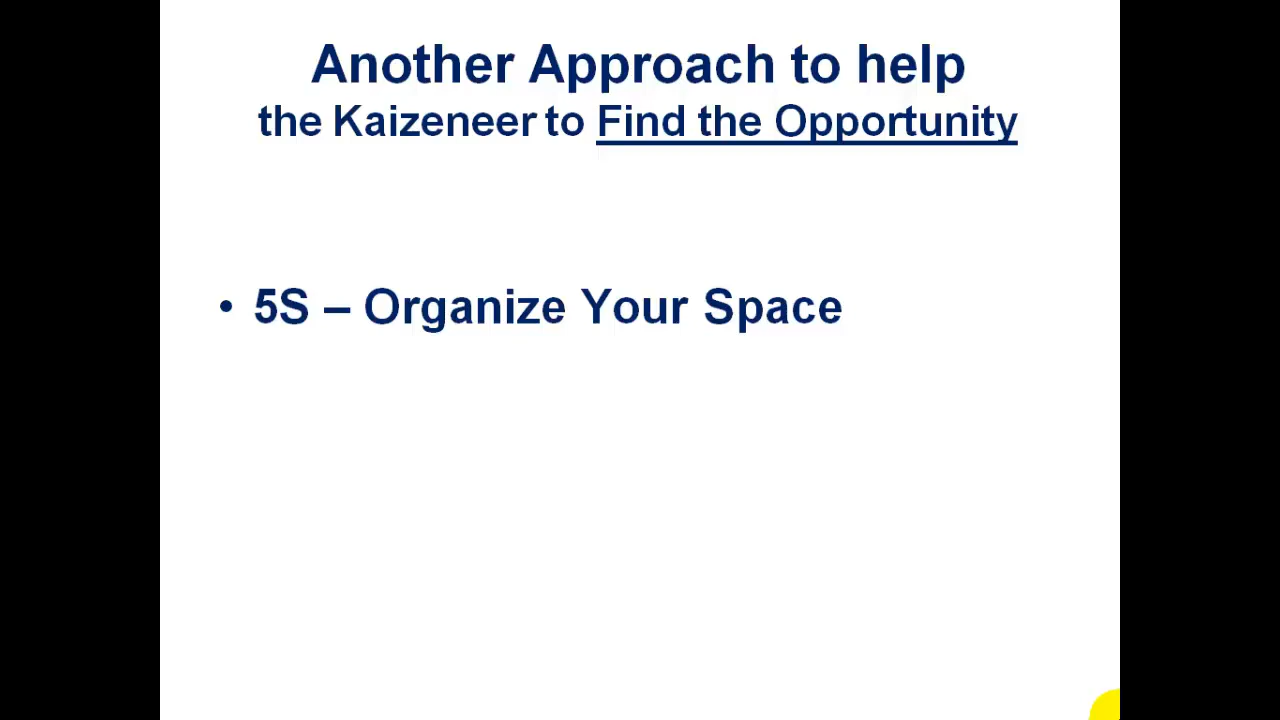 Another Approach to help
the Kaizeneer to Find the Opportunity
• 5S – Organize Your Space